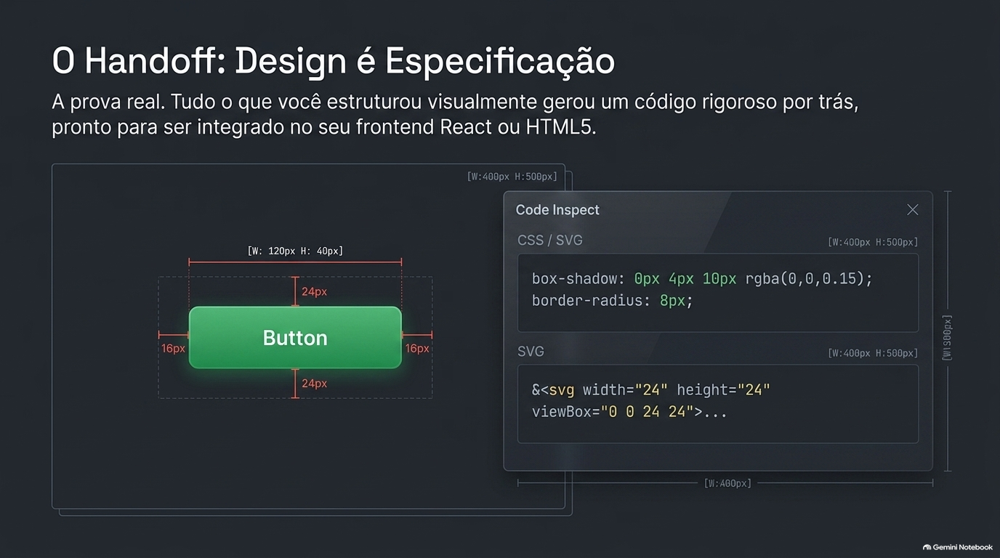 O Handoff: Design é Especificação
A prova real. Tudo o que você estruturou visualmente gerou um código rigoroso por trás,
pronto para ser integrado no seu frontend React ou HTML5.
[W:400px H:500px]
[W: 120px H: 40px]
24px
16px
Button
16px
24px
Code Inspect
CSS / SVG
[W:400px H:500px]
box-shadow: 0px 4px 10px rgba(0,0,0.15);
border-radius: 8px;
SVG
[W:400px H:500px]
&<svg width="24" height="24"
viewBox="0 0 24 24">...
[W:400px]
Gemini Notebook